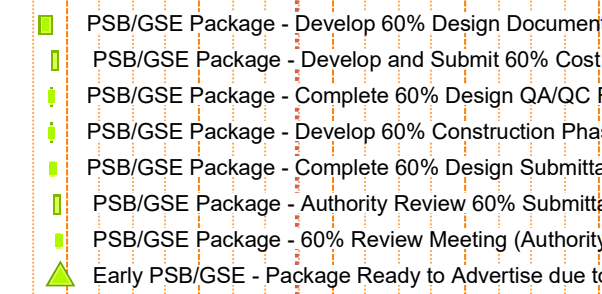 PSB/GSE Package - Develop 60% Design Document
PSB/GSE Package - Develop and Submit 60% Cost
PSB/GSE Package - Complete 60% Design QA/QC
PSB/GSE Package - Develop 60% Construction
PSB/GSE Package - Complete 60% Design
PSB/GSE Package - Authority Review 60%
PSB/GSE Package - 60% Review Meeting (Authority
Early PSB/GSE - Package Ready to Advertise due to